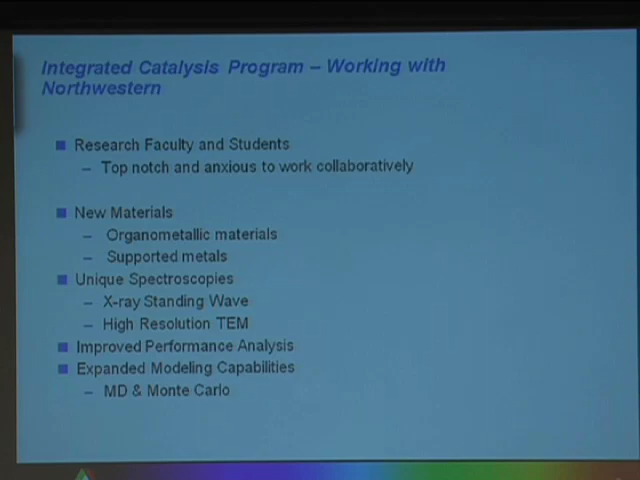 Integrated Catalysis Program – Working with
Northwestern
■ Research Faculty and Students
– Top notch and anxious to work collaboratively
■ New Materials
– Organometallic materials
– Supported metals
■ Unique Spectroscopies
– X-ray Standing Wave
– High Resolution TEM
■ Improved Performance Analysis
■ Expanded Modeling Capabilities
– MD & Monte Carlo